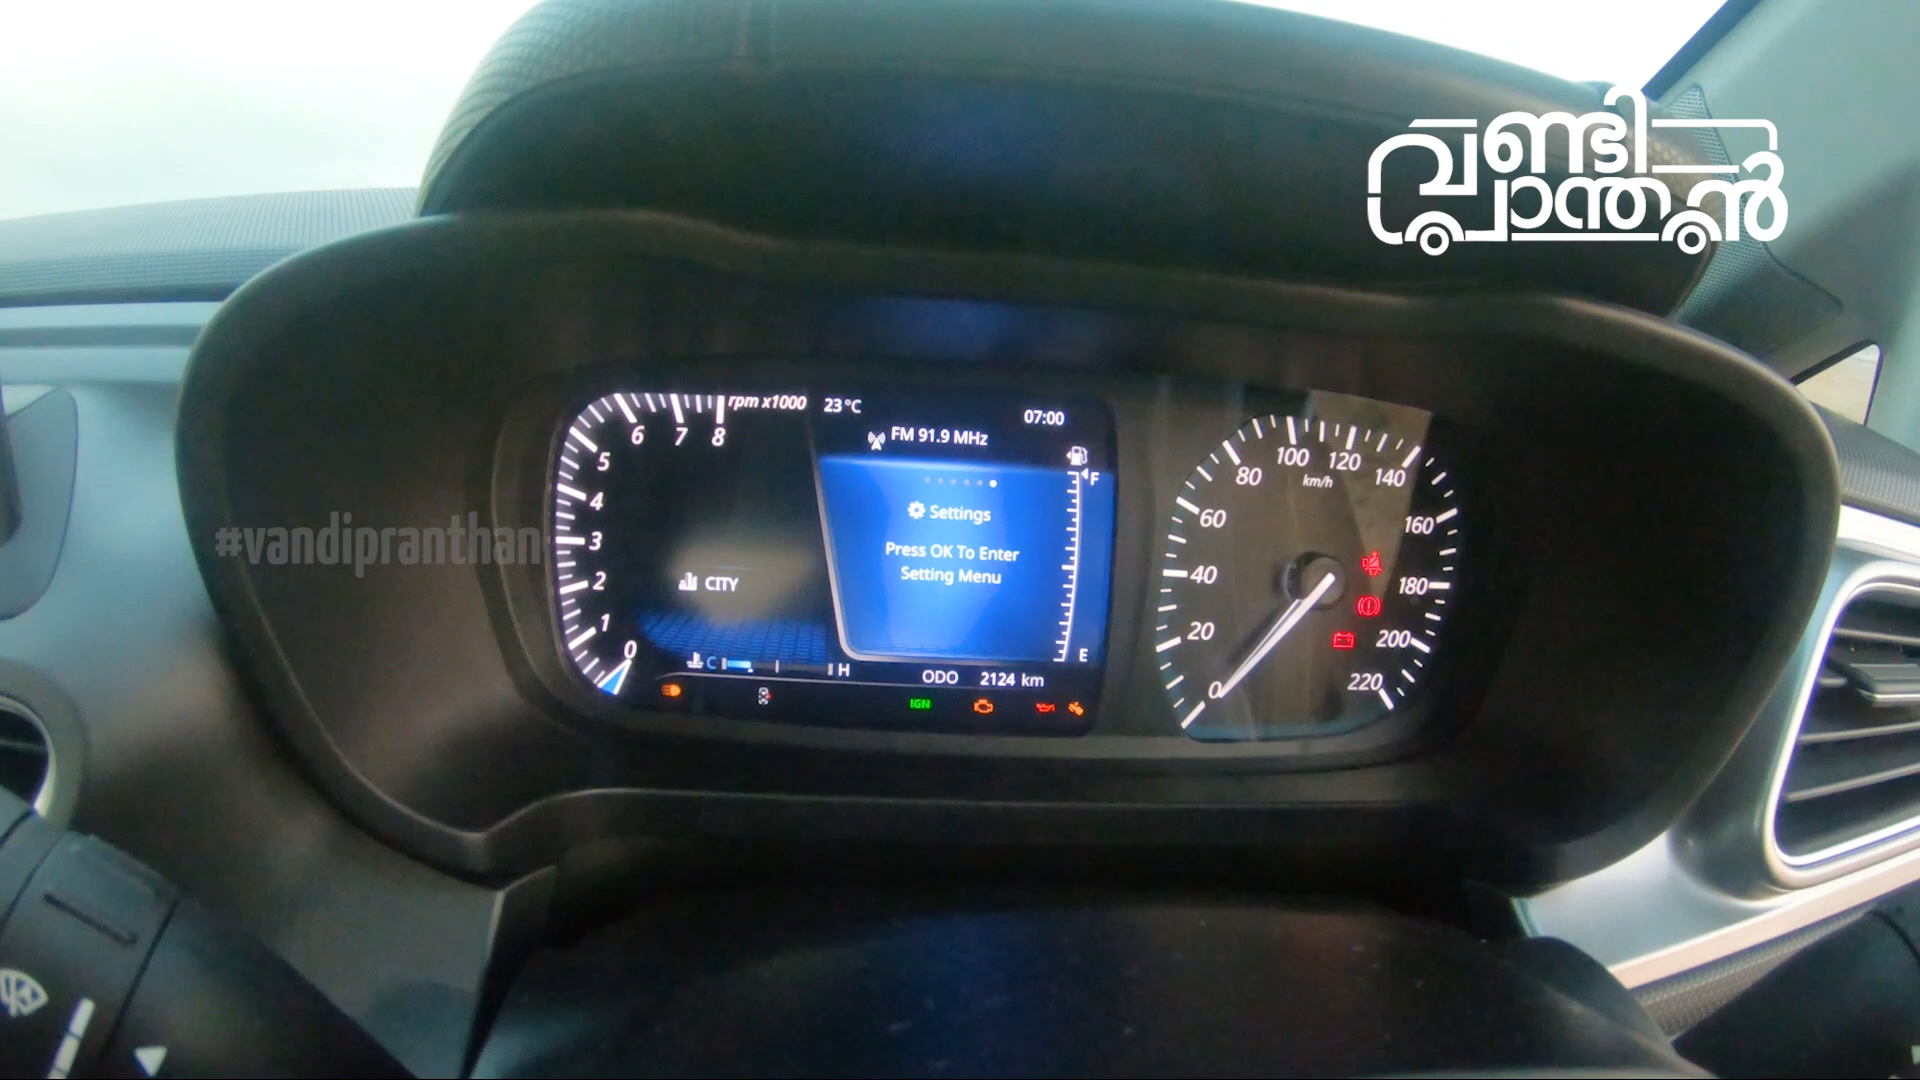 വണ്ടി
പ്രാന്തൻ
#vandipranthan
rpm x1000
23°C
07:00
FM 91.9 MHz
F
Settings
Press OK To Enter
Setting Menu
E
CITY
C
H
ODO 2124 km
IGN
0
1
2
3
4
5
6
7
8
km/h
0
20
40
60
80
100
120
140
160
180
200
220